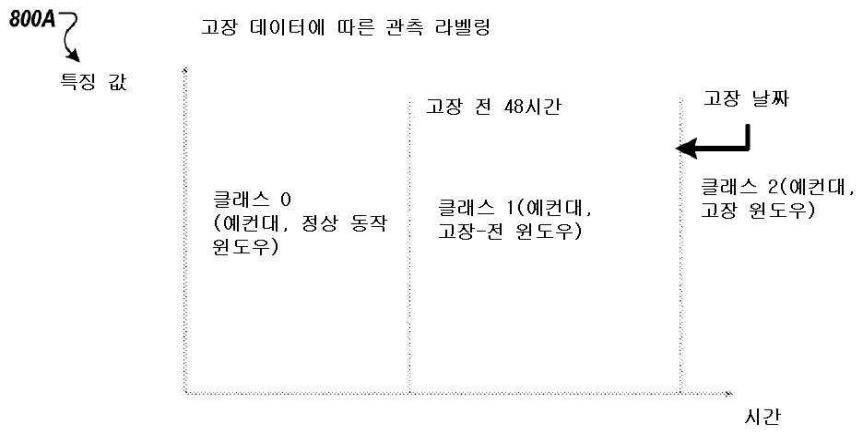 800A
고장 데이터에 따른 관측 라벨링
특징 값
고장 전 48시간
고장 날짜
클래스 0
(예컨대, 정상 동작
윈도우)
클래스 1(예컨대,
고장-전 윈도우)
클래스 2(예컨대,
고장 윈도우)
시간